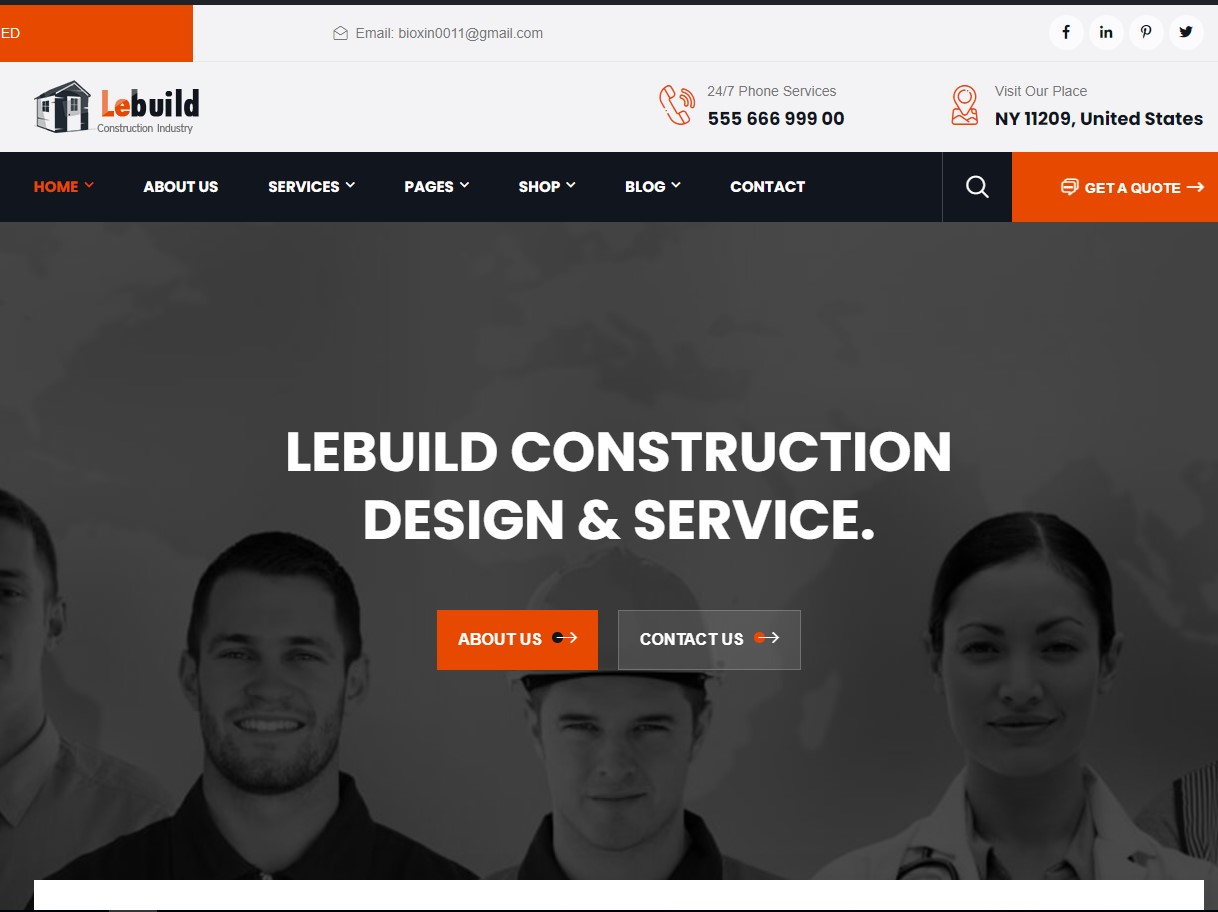 ED
Email: bioxin0011@gmail.com
Lebuild
Construction Industry
24/7 Phone Services
555 666 999 00
Visit Our Place
NY 11209, United States
HOME
ABOUT US
SERVICES
PAGES
SHOP
BLOG
CONTACT
GET A QUOTE
LEBUILD CONSTRUCTION
DESIGN & SERVICE.
ABOUT US
CONTACT US